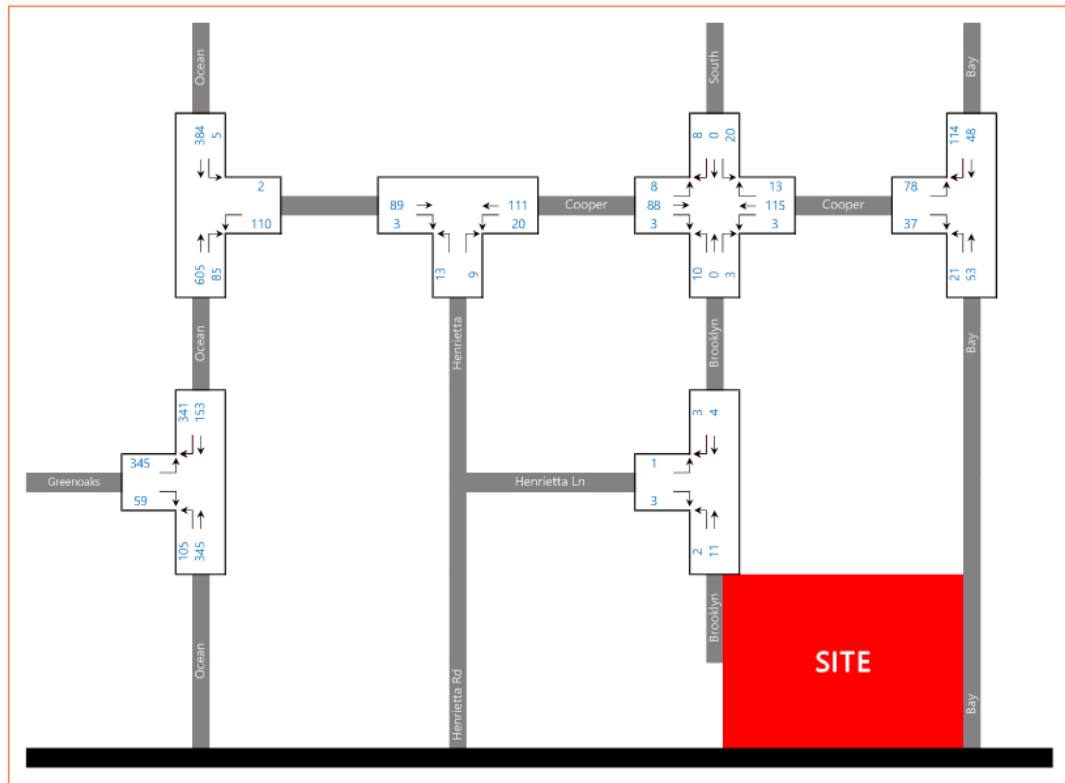 Ocean
South
Bay
384
5
8
0
20
114
48
2
8
13
78
89
111
Cooper
88
115
Cooper
110
3
20
3
3
37
605
85
13
9
10
0
3
21
53
Ocean
Henrietta
Brooklyn
Bay
341
153
3
4
345
1
Greenoaks
Henrietta Ln
59
3
105
345
2
11
Brooklyn
Ocean
SITE
Henrietta Rd
Bay